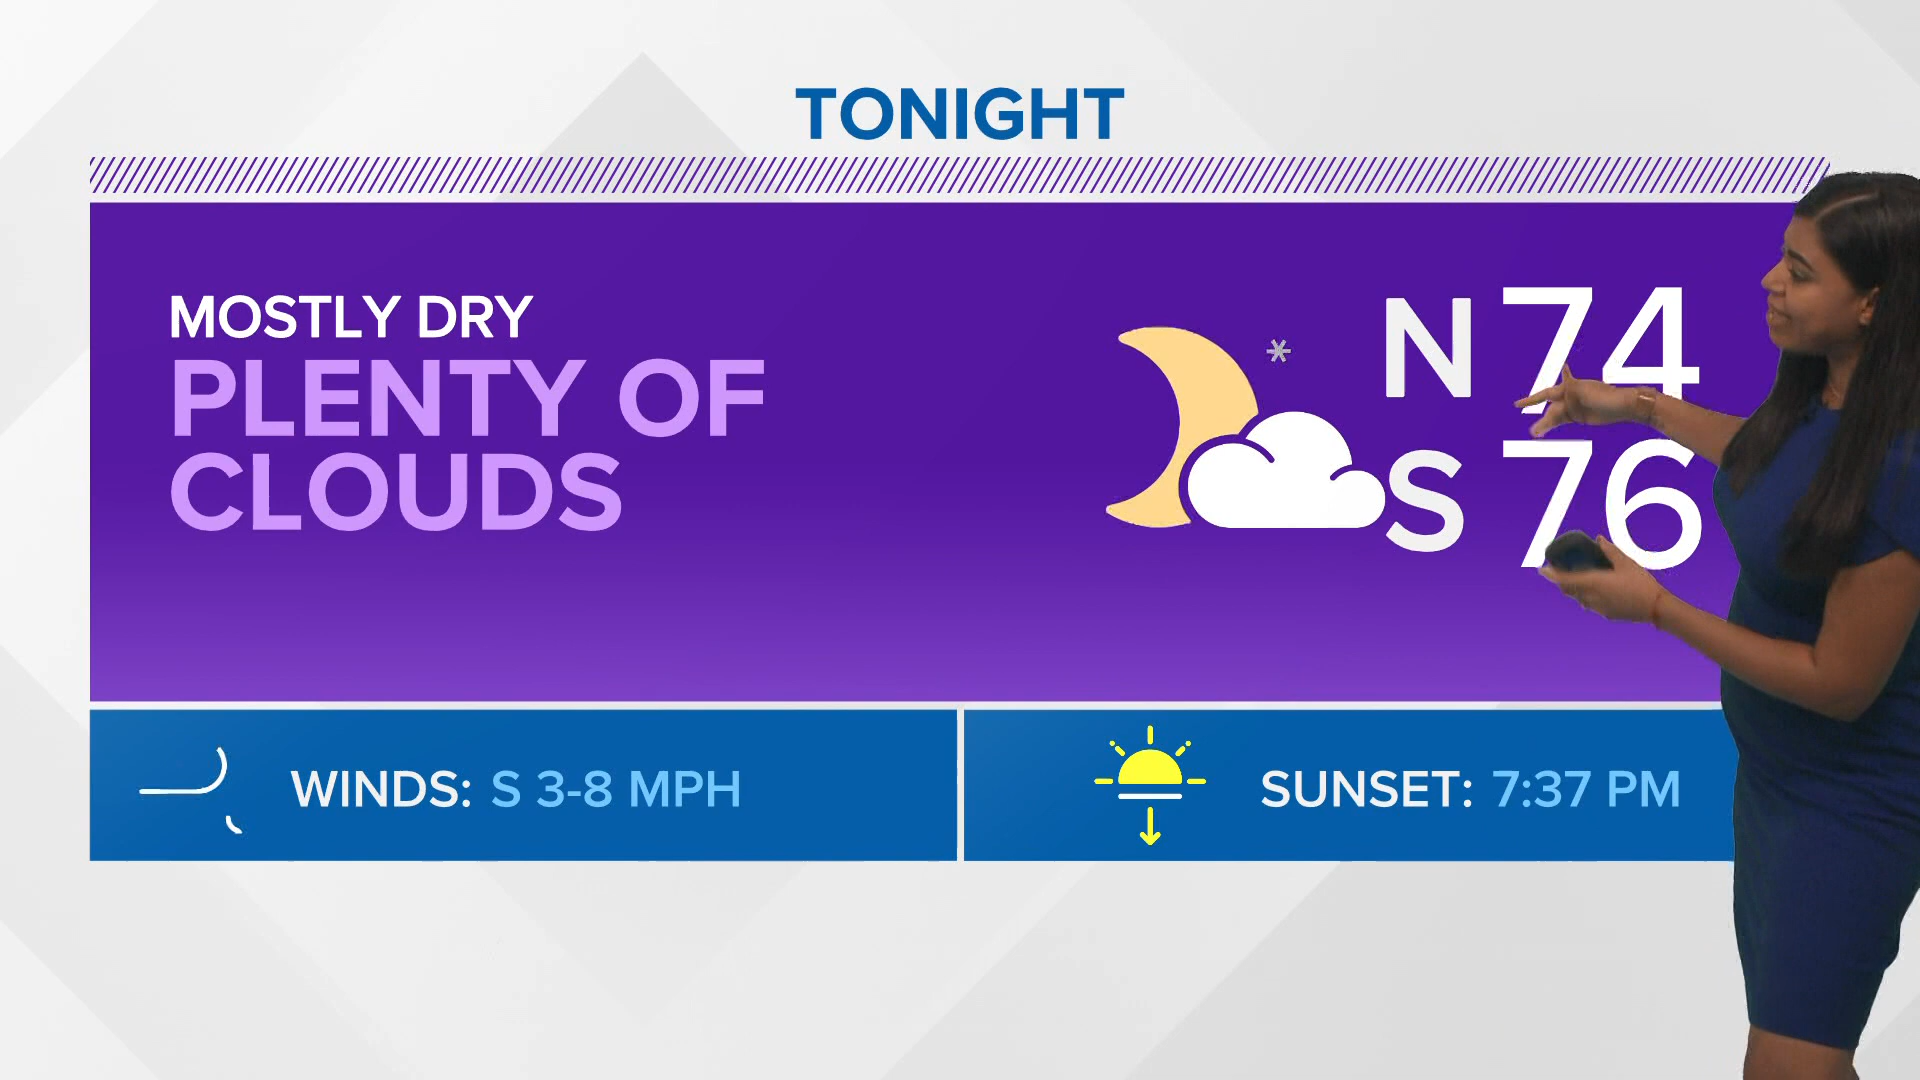 TONIGHT
MOSTLY DRY
PLENTY OF
CLOUDS
N 74
S 76
WINDS: S 3-8 MPH
SUNSET: 7:37 PM